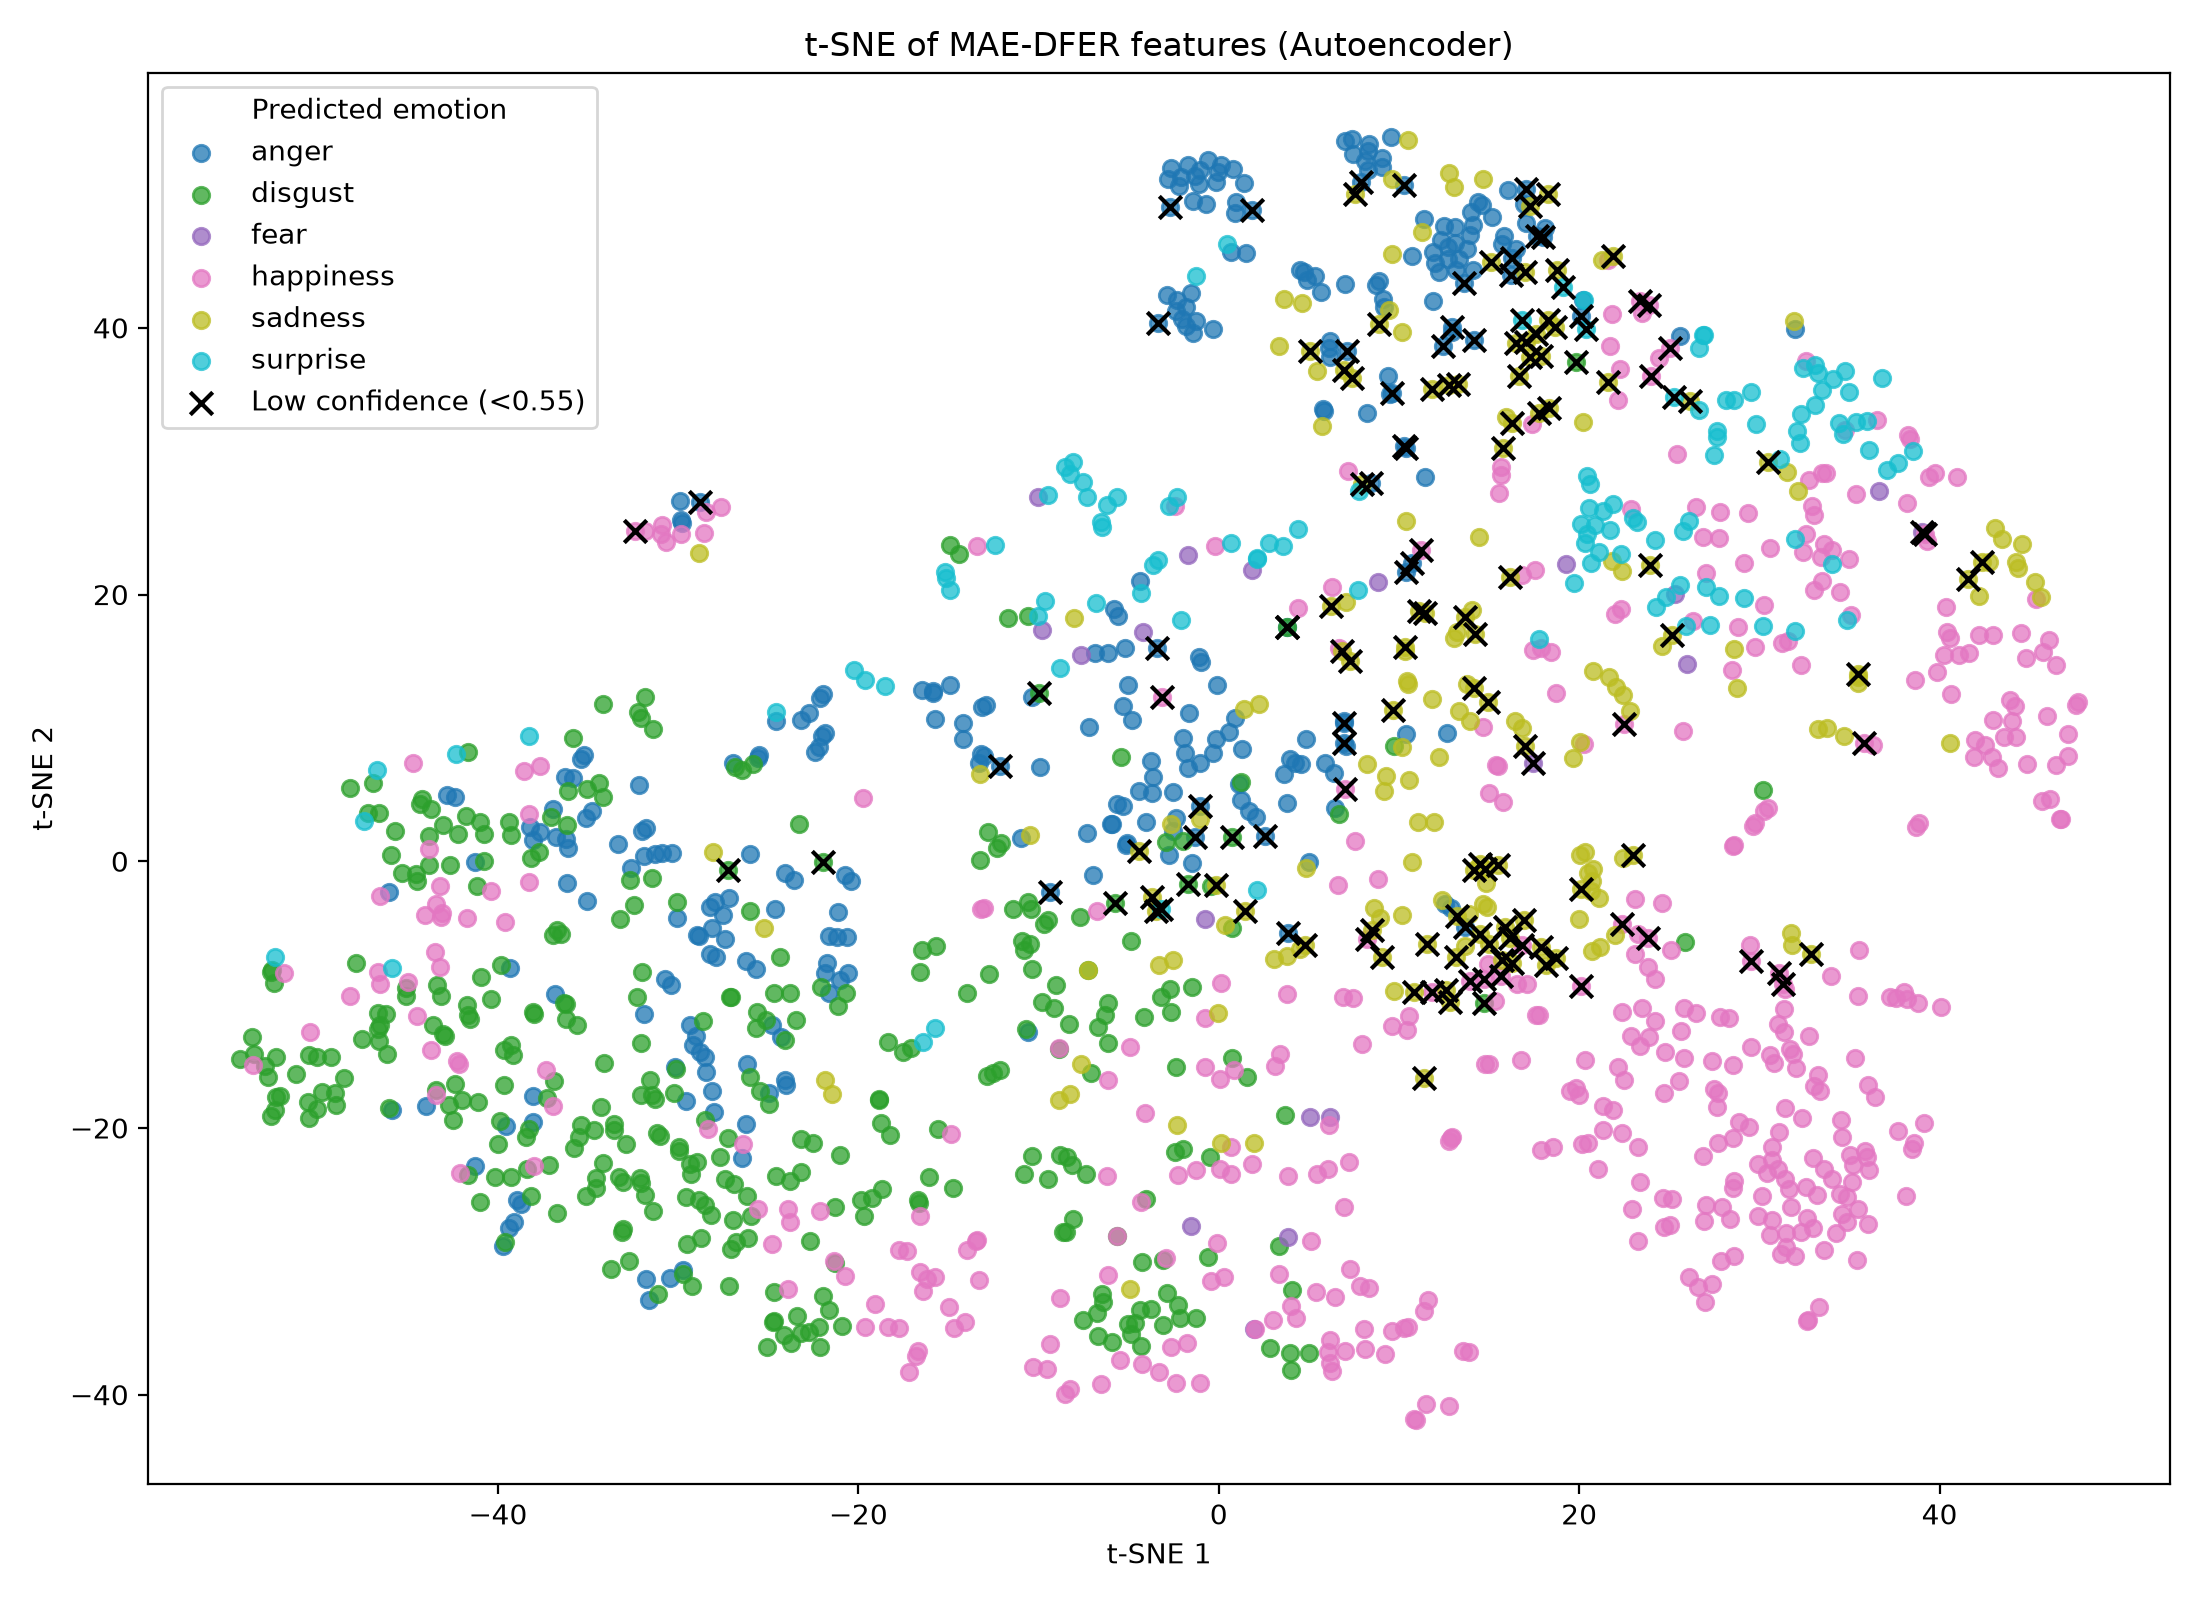 t-SNE of MAE-DFER features (Autoencoder)
Predicted emotion
anger
disgust
fear
happiness
sadness
surprise
Low confidence (<0.55)
40
20
0
−20
−40
t-SNE 2
−40
−20
0
20
40
t-SNE 1